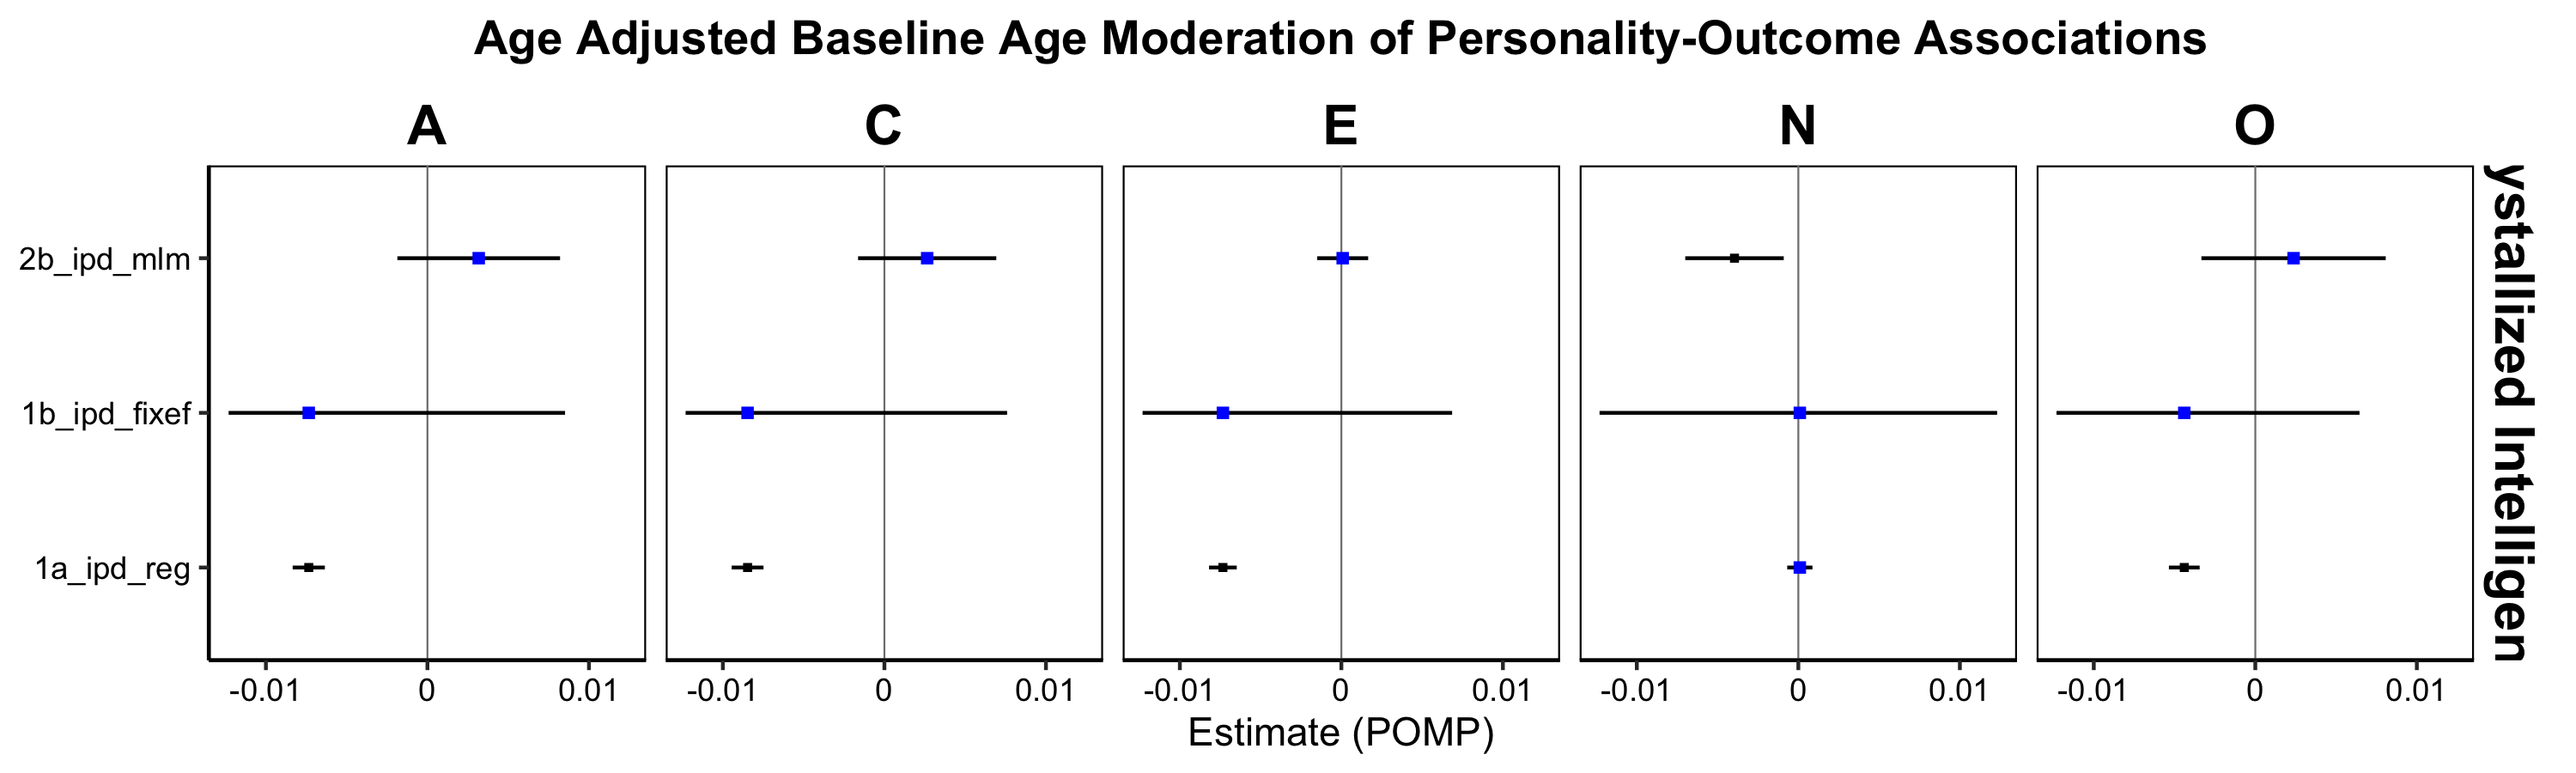 Age Adjusted Baseline Age Moderation of Personality-Outcome Associations
A C E N O
2b_ipd_mlm
1b_ipd_fixef
1a_ipd_reg
ystallized Intelligen
-0.01 0 0.01 -0.01 0 0.01 -0.01 0 0.01 -0.01 0 0.01 -0.01 0 0.01
Estimate (POMP)